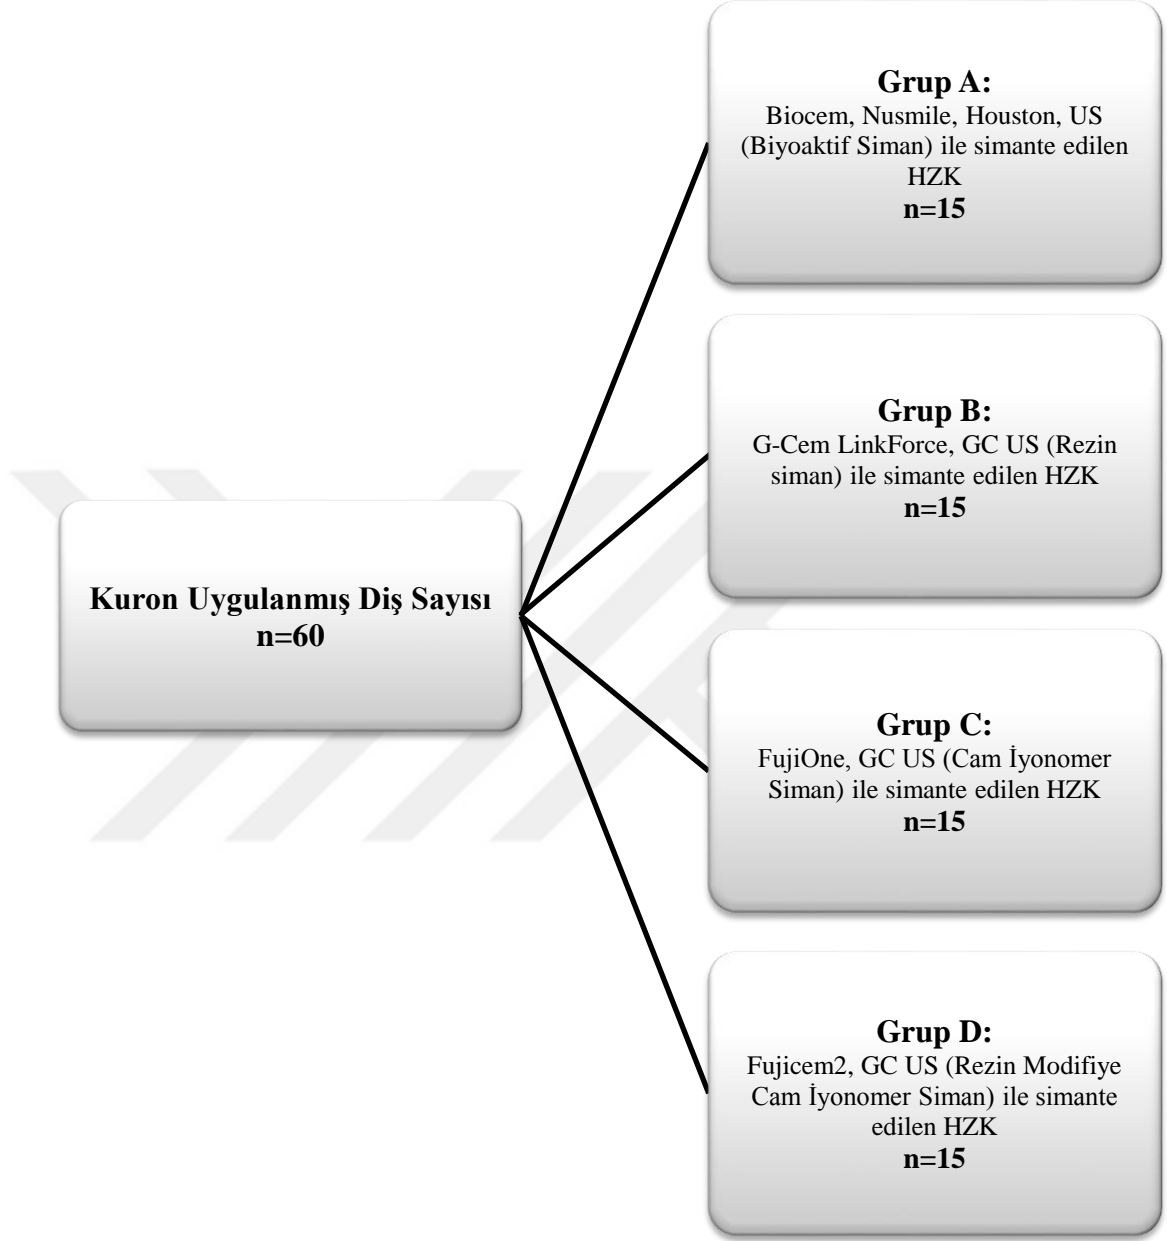 Grup A:
Biocem, Nusmile, Houston, US
(Biyoaktif Siman) ile simante edilen
HZK
n=15
Grup B:
G-Cem LinkForce, GC US (Rezin
siman) ile simante edilen HZK
n=15
Kuron Uygulanmış Diş Sayısı
n=60
Grup C:
FujiOne, GC US (Cam İyonomer
Siman) ile simante edilen HZK
n=15
Grup D:
Fujicem2, GC US (Rezin Modifiye
Cam İyonomer Siman) ile simante
edilen HZK
n=15